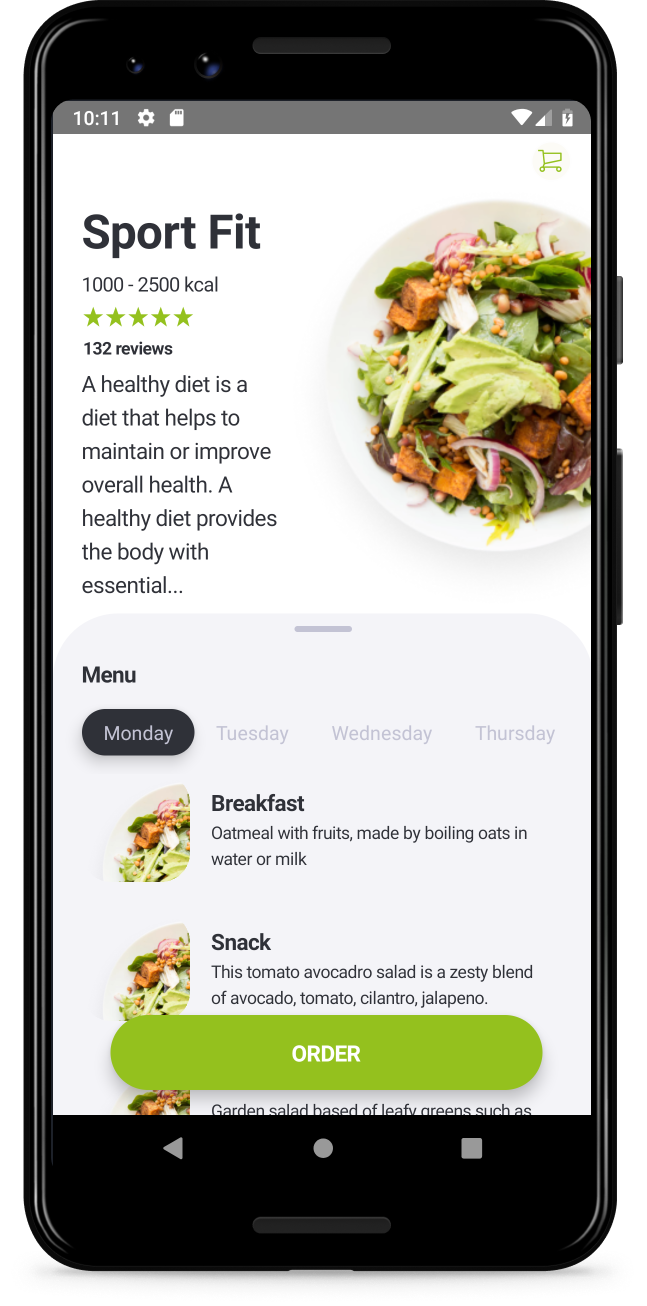 10:11
Sport Fit
1000 - 2500 kcal
132 reviews
A healthy diet is a
diet that helps to
maintain or improve
overall health. A
healthy diet provides
the body with
essential...
Menu
Monday Tuesday Wednesday Thursday
Breakfast
Oatmeal with fruits, made by boiling oats in
water or milk
Snack
This tomato avocadro salad is a zesty blend
of avocado, tomato, cilantro, jalapeno.
ORDER
Garden salad based of leafy greens such as